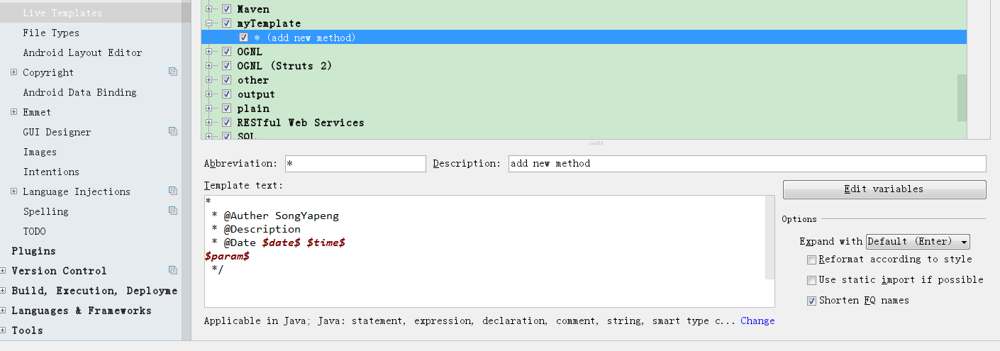 Live Templates
File Types
Android Layout Editor
Copyright
Android Data Binding
Emmet
GUI Designer
Images
Intentions
Language Injections
Spelling
TODO
Plugins
Version Control
Build, Execution, Deployme
Languages & Frameworks
Tools
Maven
myTemplate
* (add new method)
OGNL
OGNL (Struts 2)
other
output
plain
RESTful Web Services
SQL
Abbreviation: *
Description: add new method
Template text:
*
* @Auther SongYapeng
* @Description
* @Date $date$ $time$
$param$
*/
Edit variables
Options
Expand with Default (Enter)
Reformat according to style
Use static import if possible
Shorten FQ names
Applicable in Java; Java: statement, expression, declaration, comment, string, smart type c... Change